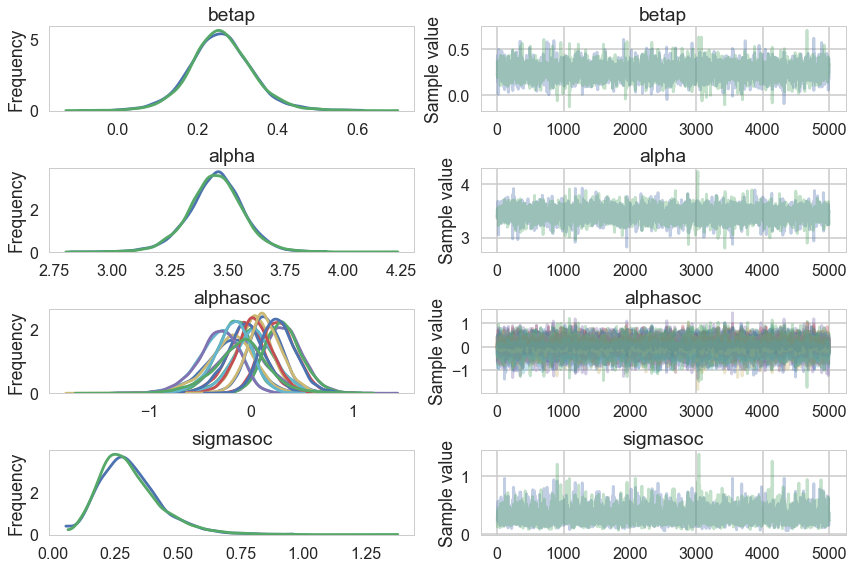 betap
Frequency
5
0
0.0 0.2 0.4 0.6
betap
Sample value
0.5
0.0
0 1000 2000 3000 4000 5000
alpha
Frequency
2
0
2.75 3.00 3.25 3.50 3.75 4.00 4.25
alpha
Sample value
4
3
0 1000 2000 3000 4000 5000
alphasoc
Frequency
2
0
−1 0 1
alphasoc
Sample value
1
0
−1
0 1000 2000 3000 4000 5000
sigmasoc
Frequency
2
0
0.00 0.25 0.50 0.75 1.00 1.25
sigmasoc
Sample value
1
0
0 1000 2000 3000 4000 5000